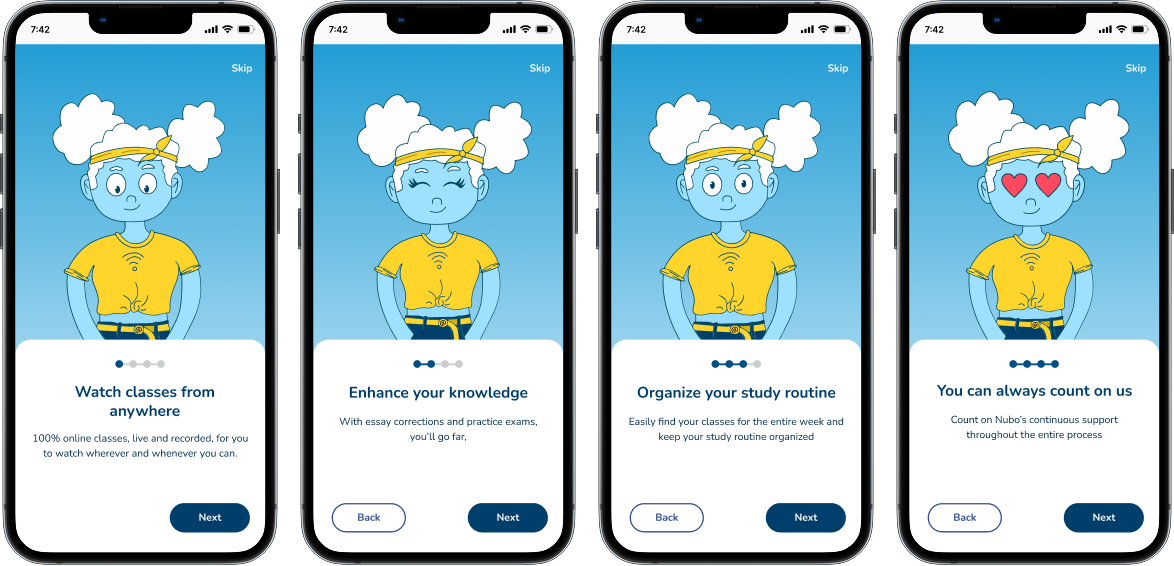 7:42
Skip
Watch classes from
anywhere
100% online classes, live and recorded, for you
to watch wherever and whenever you can.
Next
7:42
Skip
Enhance your knowledge
With essay corrections and practice exams,
you'll go far,
Back
Next
7:42
Skip
Organize your study routine
Easily find your classes for the entire week and
keep your study routine organized
Back
Next
7:42
Skip
You can always count on us
Count on Nubo's continuous support
throughout the entire process
Back
Next